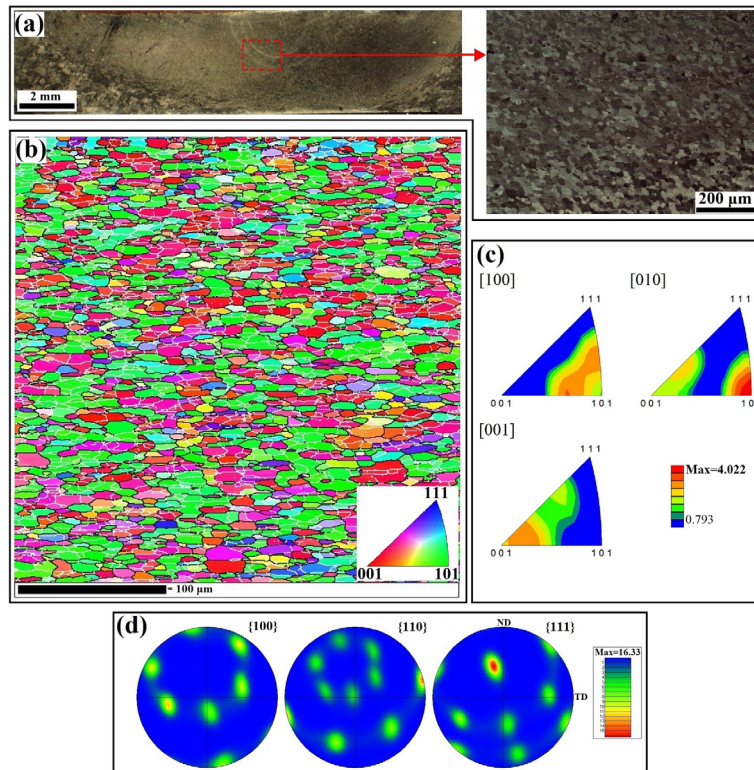 (a)
2 mm
200 µm
(b)
111
001
101
100 µm
(c)
[100]
[010]
111
111
001
101
001
10
[001]
111
001
101
Max=4.022
0.793
(d)
{100}
{110}
ND
{111}
TD
Max=16.33